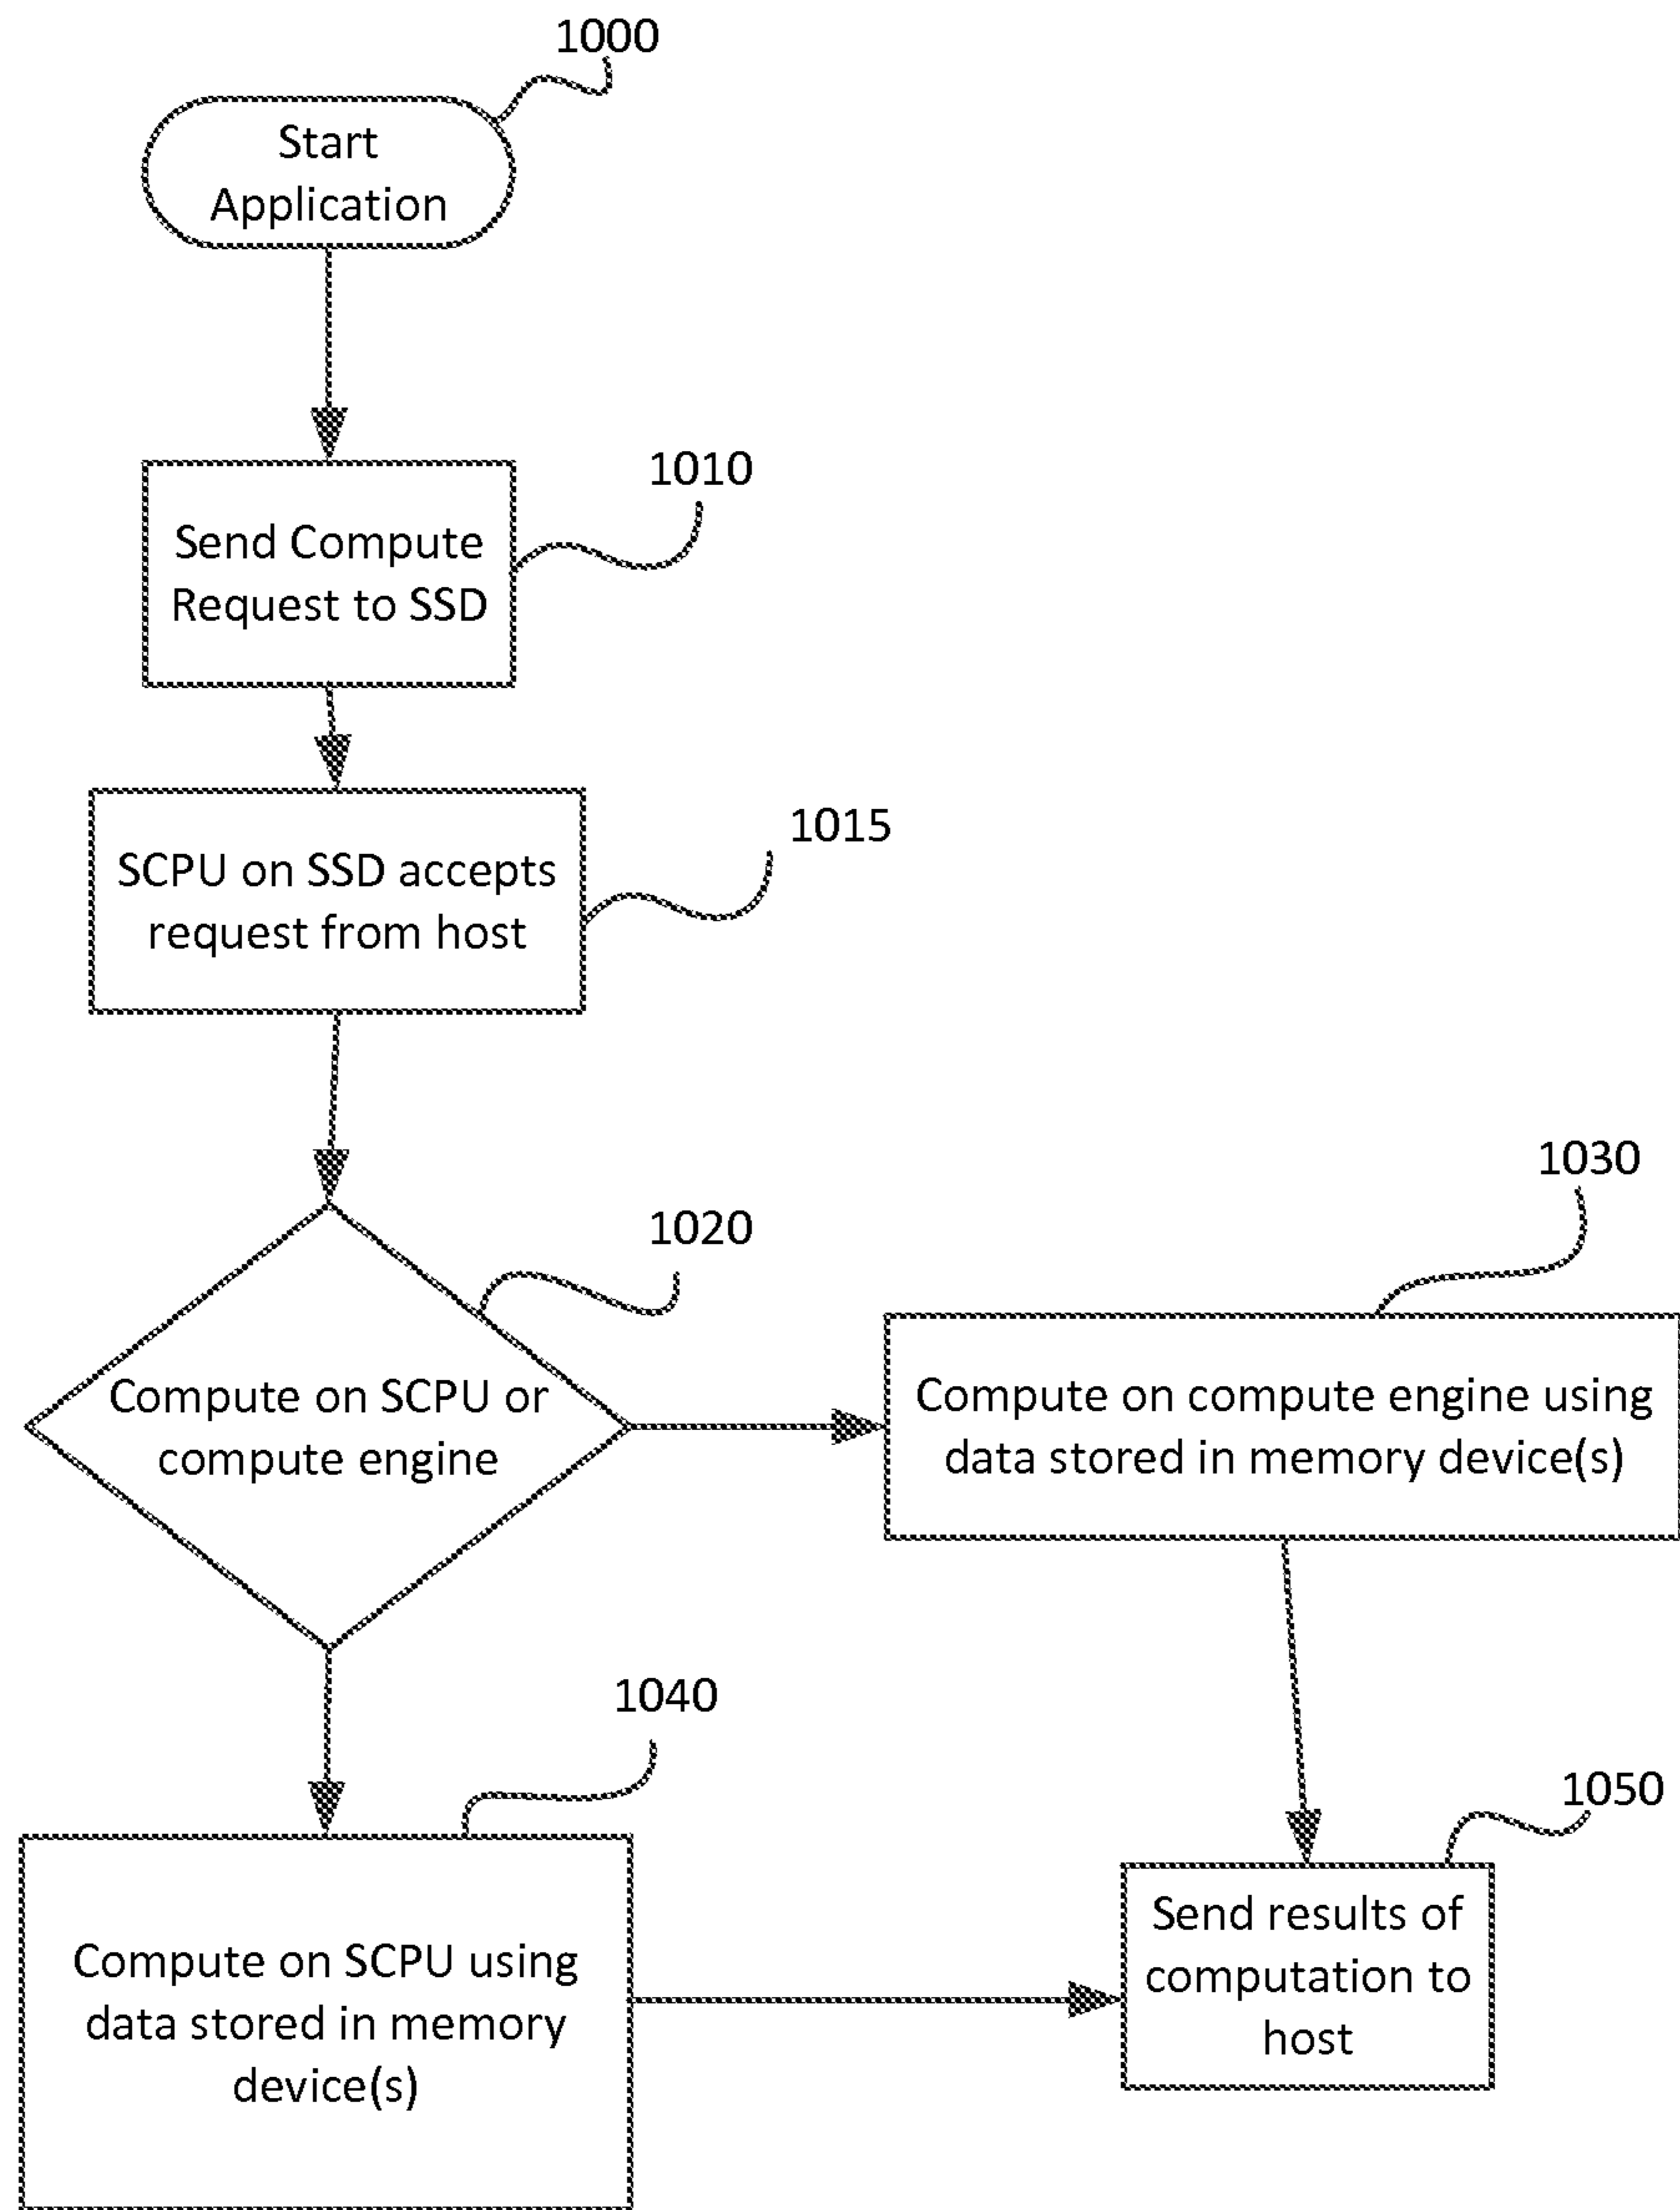 1000
Start
Application
1010
Send Compute
Request to SSD
1015
SCPU on SSD accepts
request from host
1020
Compute on SCPU or
compute engine
1030
Compute on compute engine using
data stored in memory device(s)
1040
Compute on SCPU using
data stored in memory
device(s)
1050
Send results of
computation to
host